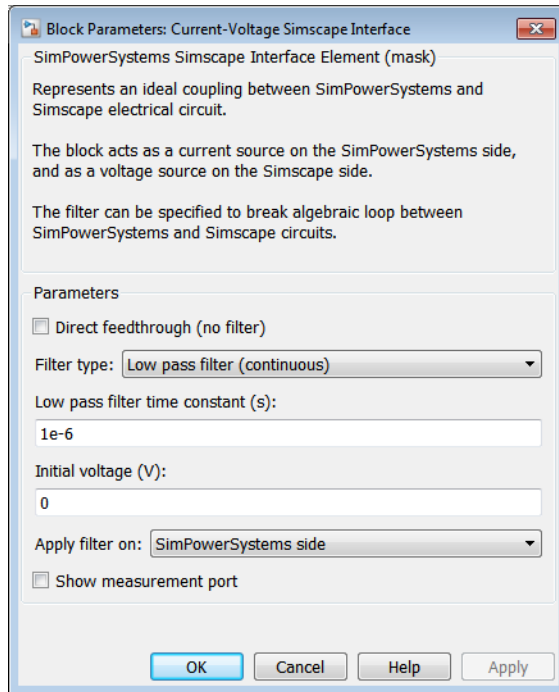 Block Parameters: Current-Voltage Simscape Interface
SimPowerSystems Simscape Interface Element (mask)
Represents an ideal coupling between SimPowerSystems and
Simscape electrical circuit.
The block acts as a current source on the SimPowerSystems side,
and as a voltage source on the Simscape side.
The filter can be specified to break algebraic loop between
SimPowerSystems and Simscape circuits.
Parameters
Direct feedthrough (no filter)
Filter type: Low pass filter (continuous)
Low pass filter time constant (s):
1e-6
Initial voltage (V):
0
Apply filter on: SimPowerSystems side
Show measurement port
OK Cancel Help Apply